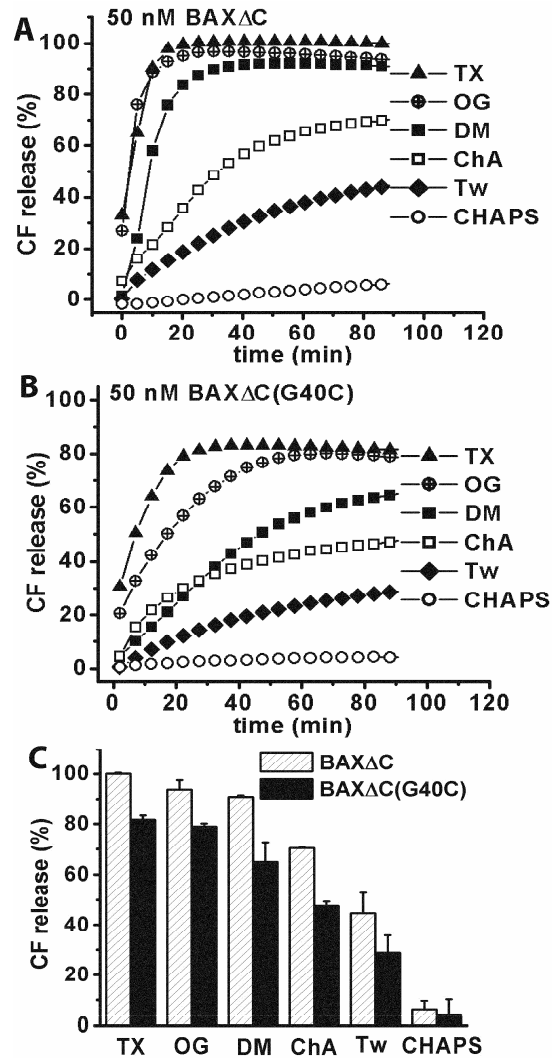 A 50 nM BAXΔC
CF release (%)
100
80
60
40
20
0
TX
OG
DM
ChA
Tw
CHAPS
0 20 40 60 80 100 120
time (min)
B 50 nM BAXΔC(G40C)
CF release (%)
100
80
60
40
20
0
TX
OG
DM
ChA
Tw
CHAPS
0 20 40 60 80 100 120
time (min)
C
BAXΔC
BAXΔC(G40C)
CF release (%)
100
80
60
40
20
0
TX OG DM ChA Tw CHAPS